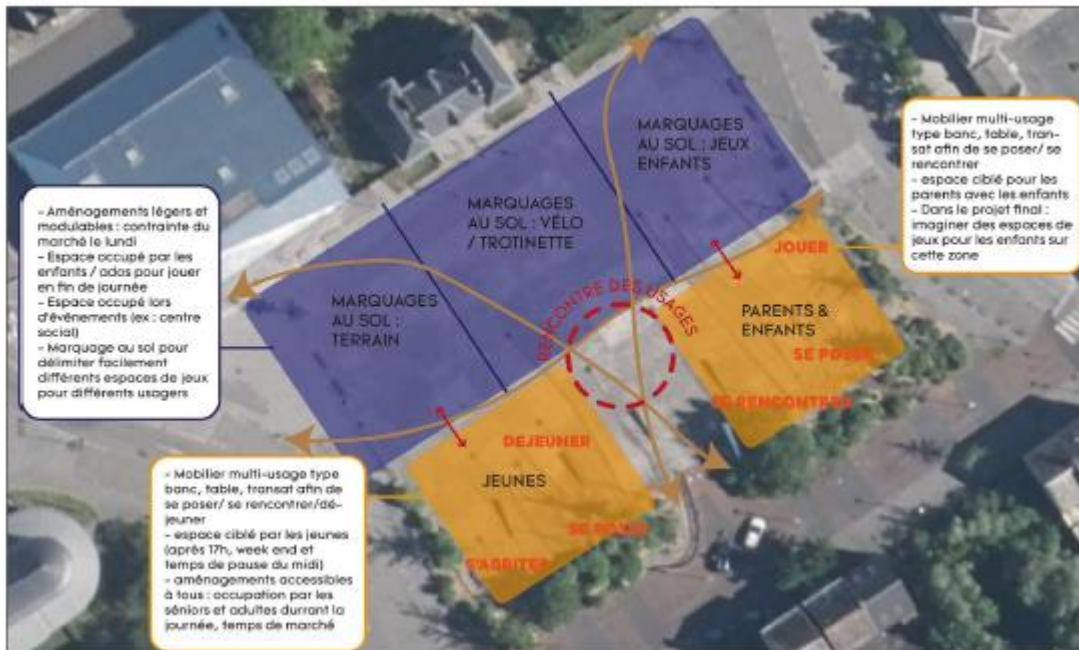 MARQUAGES
AU SOL : JEUX
ENFANTS
- Mobilier multi-usage
type banc, table, tran-
sat afin de se poser/ se
rencontrer
- espace ciblé pour les
parents avec les enfants
- Dans le projet final :
imaginer des espaces de
jeux pour les enfants sur
cette zone
- Aménagements légers et
modulables : contrainte du
marché le lundi
- Espace occupé par les
enfants / ados pour jouer
en fin de journée
- Espace occupé lors
d'événements (ex : centre
social)
- Marquage au sol pour
délimiter facilement
différents espaces de jeux
pour différents usagers
MARQUAGES
AU SOL : VÉLO
/ TROTINETTE
MARQUAGES
AU SOL :
TERRAIN
RENCONTRE DES USAGES
JOUER
PARENTS &
ENFANTS
SE POSER
SE RENCONTRER
DEJEUNER
JEUNES
SE POSER
S'ABRITER
- Mobilier multi-usage type
banc, table, transat afin de
se poser/ se rencontrer/dé-
jeuner
- espace ciblé par les jeunes
(après 17h, week end et
temps de pause du midi)
- aménagements accessibles
à tous : occupation par les
séniors et adultes durrant la
journée, temps de marché